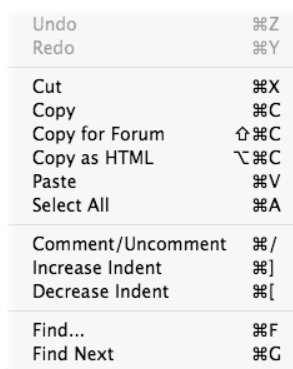 Undo ⌘Z
Redo ⌘Y
Cut ⌘X
Copy ⌘C
Copy for Forum ⇧⌘C
Copy as HTML ⌥⌘C
Paste ⌘V
Select All ⌘A
Comment/Uncomment ⌘/
Increase Indent ⌘]
Decrease Indent ⌘[
Find... ⌘F
Find Next ⌘G